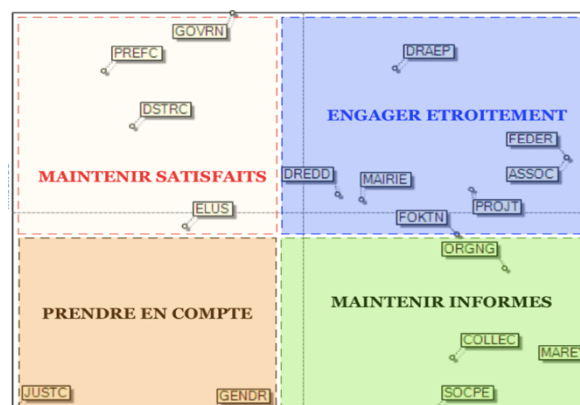 GOVRN
PREFC
DRAEP
DSTRC
ENGAGER ETROITEMENT
FEDER
MAINTENIR SATISFAITS
DREDD
MAIRIE
ASSOC
ELUS
FOKTN
PROJT
ORGNG
PRENDRE EN COMPTE
MAINTENIR INFORMES
COLLEC
JUSTC
GENDR
SOCPE